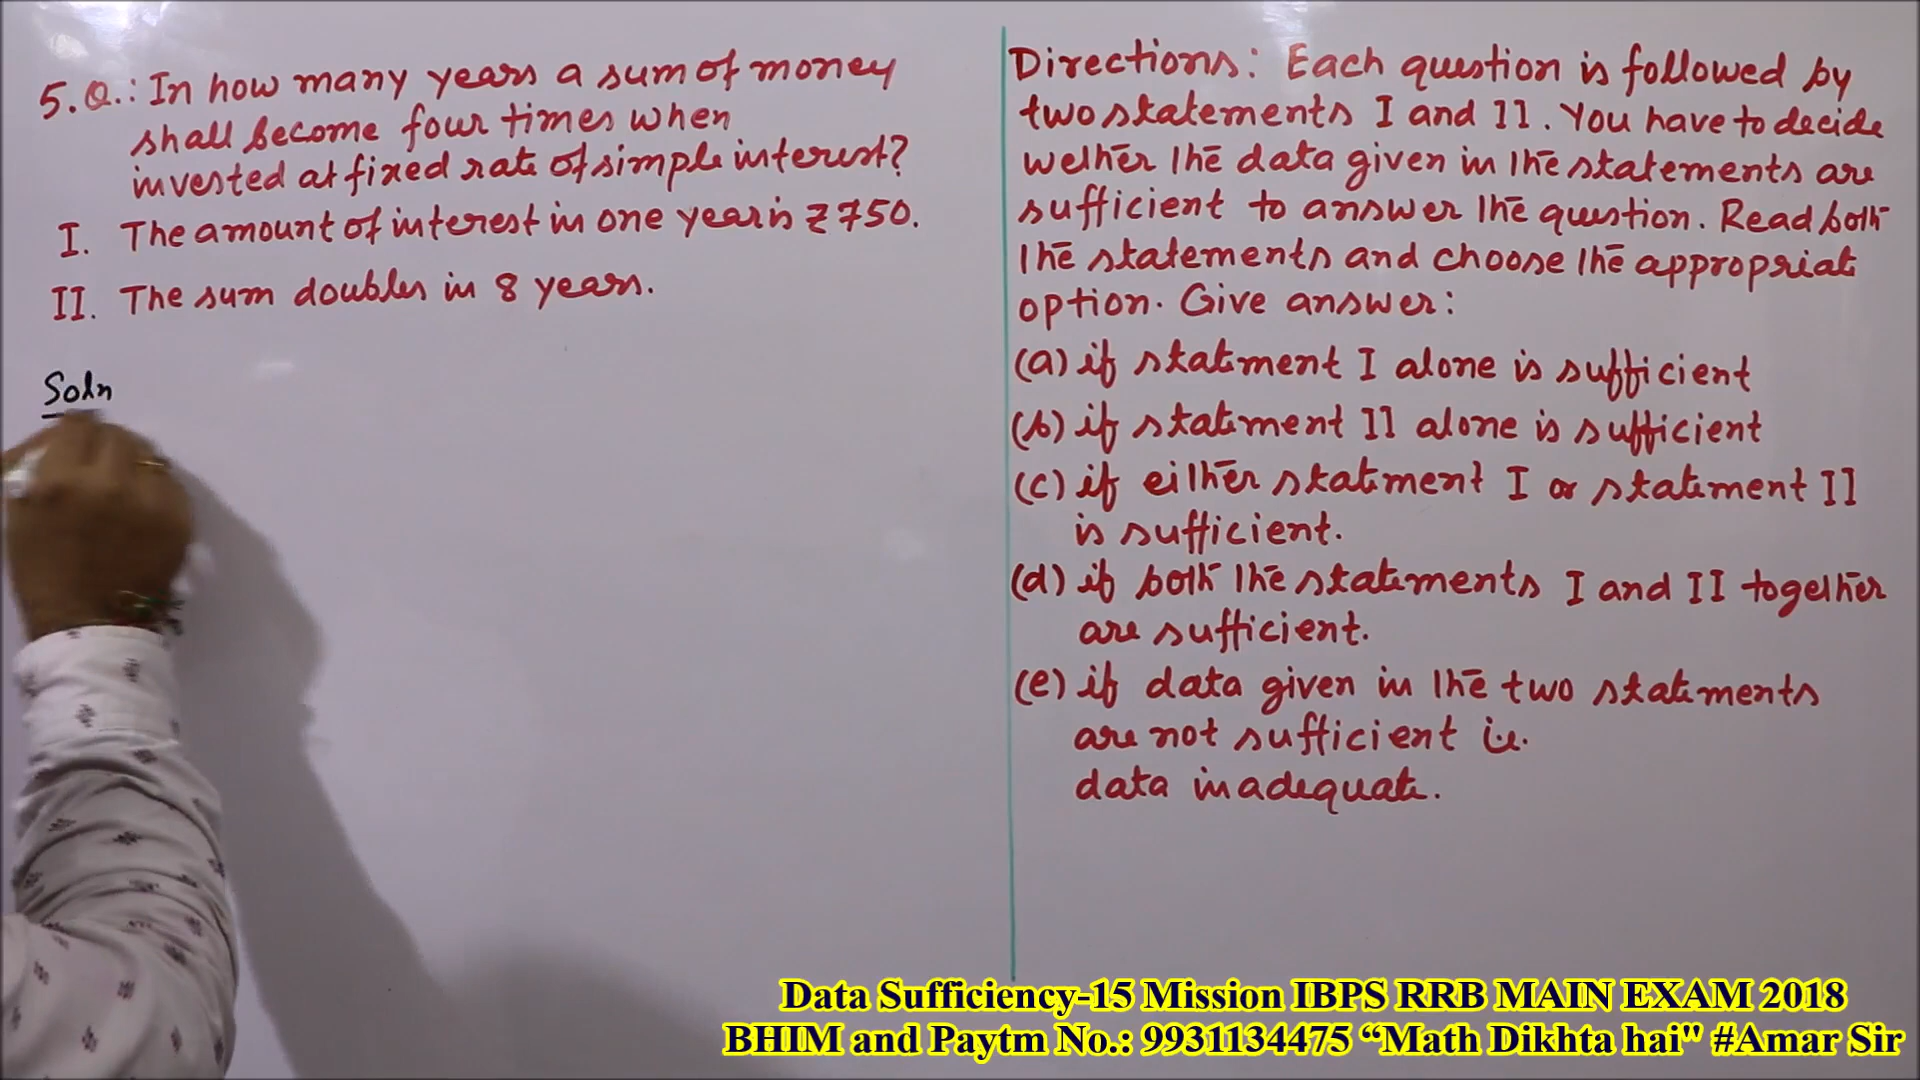 5.Q.: In how many years a sum of money
shall become four times when
invested at fixed rate of simple interest?
I. The amount of interest in one year is ₹ 750.
II. The sum doubles in 8 years.
Soln
Directions: Each question is followed by
two statements I and II. You have to decide
wether the data given in the statements are
sufficient to answer the question. Read both
the statements and choose the appropriate
option. Give answer:
(a) if statement I alone is sufficient
(b) if statement II alone is sufficient
(c) if either statement I or statement II
is sufficient.
(d) if both the statements I and II together
are sufficient.
(e) if data given in the two statements
are not sufficient i.e.
data inadequate.
Data Sufficiency-15 Mission IBPS RRB MAIN EXAM 2018
BHIM and Paytm No.: 9931134475 “Math Dikhta hai" #Amar Sir